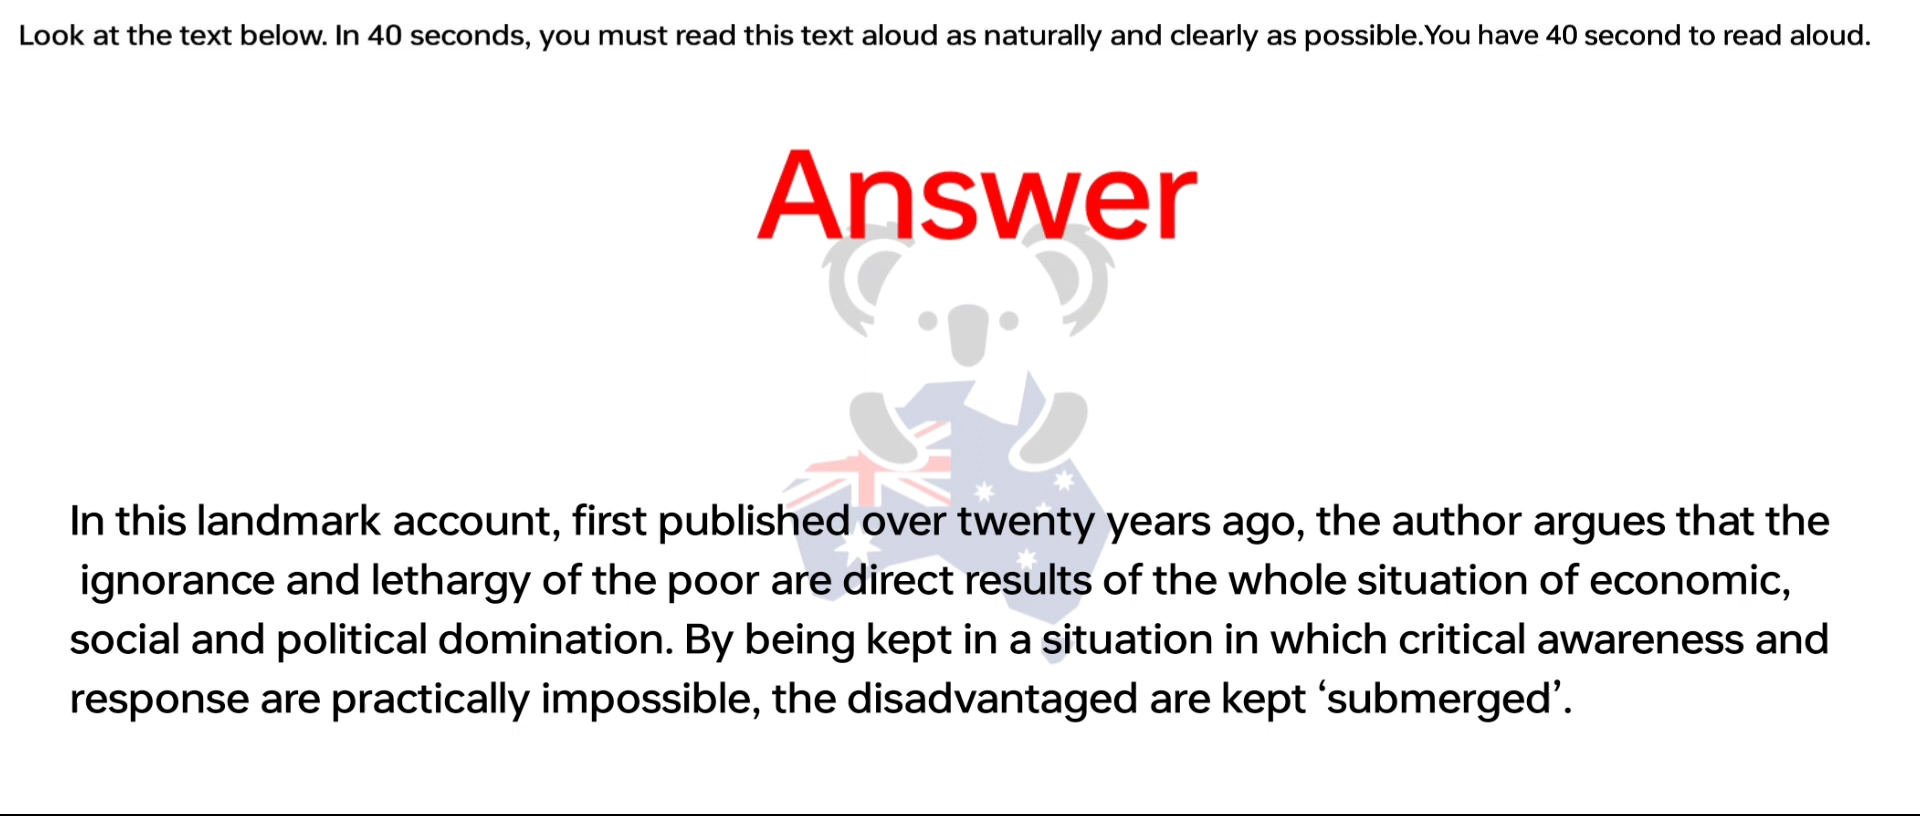 Look at the text below. In 40 seconds, you must read this text aloud as naturally and clearly as possible.You have 40 second to read aloud.
Answer
In this landmark account, first published over twenty years ago, the author argues that the
ignorance and lethargy of the poor are direct results of the whole situation of economic,
social and political domination. By being kept in a situation in which critical awareness and
response are practically impossible, the disadvantaged are kept ‘submerged’.